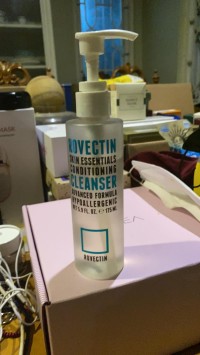 ROVECTIN
SKIN ESSENTIALS
CONDITIONING
CLEANSER
ADVANCED FORMULA
HYPOALLERGENIC
ROVECTIN